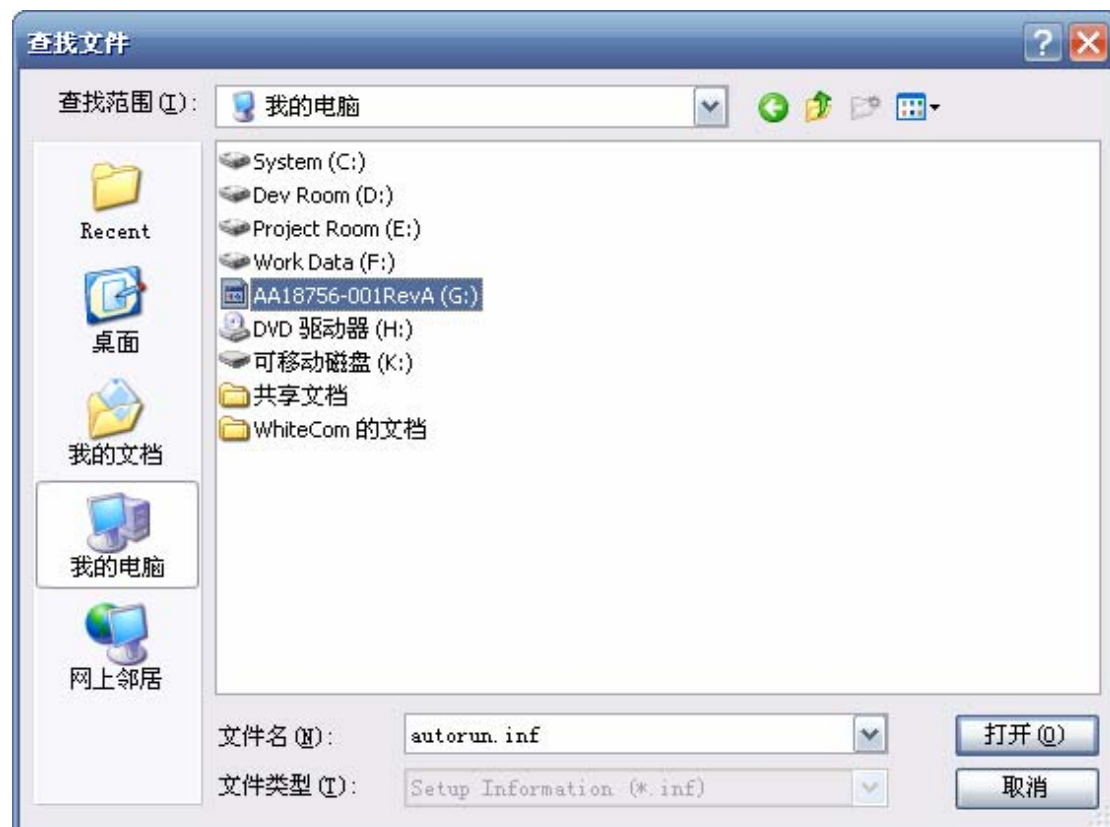 查找文件
查找范围(I):
我的电脑
Recent
桌面
我的文档
我的电脑
网上邻居
System (C:)
Dev Room (D:)
Project Room (E:)
Work Data (F:)
AA18756-001RevA (G:)
DVD 驱动器 (H:)
可移动磁盘 (K:)
共享文档
WhiteCom 的文档
文件名(N):
autorun.inf
打开(O)
文件类型(T):
Setup Information (*.inf)
取消